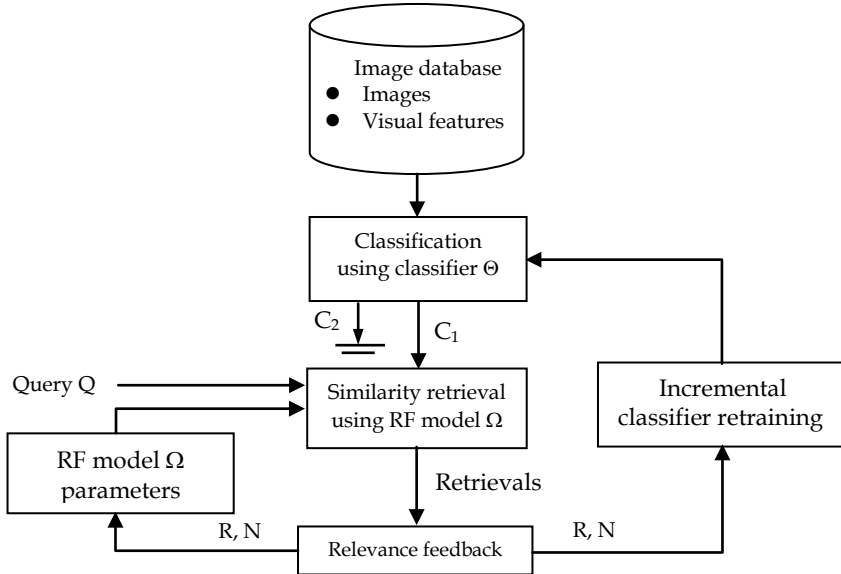 Image database
● Images
● Visual features
Classification
using classifier Θ
C₂
C₁
Query Q
Similarity retrieval
using RF model Ω
Incremental
classifier retraining
RF model Ω
parameters
Retrievals
R, N
Relevance feedback
R, N